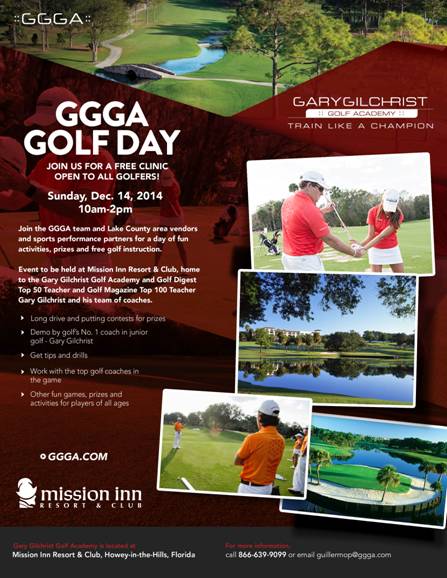 ::GGGA::
GARYGILCHRIST
:: GOLF ACADEMY ::
TRAIN LIKE A CHAMPION
GGGA
GOLF DAY
JOIN US FOR A FREE CLINIC
OPEN TO ALL GOLFERS!
Sunday, Dec. 14, 2014
10am-2pm
Join the GGGA team and Lake County area vendors
and sports performance partners for a day of fun
activities, prizes and free golf instruction.
Event to be held at Mission Inn Resort & Club, home
to the Gary Gilchrist Golf Academy and Golf Digest
Top 50 Teacher and Golf Magazine Top 100 Teacher
Gary Gilchrist and his team of coaches.
Long drive and putting contests for prizes
Demo by golf's No. 1 coach in junior
golf - Gary Gilchrist
Get tips and drills
Work with the top golf coaches in
the game
Other fun games, prizes and
activities for players of all ages
GGGA.COM
mission inn
RESORT & CLUB
Gary Gilchrist Golf Academy is located at
Mission Inn Resort & Club, Howey-in-the-Hills, Florida
For more information,
call 866-639-9099 or email guillermop@ggga.com